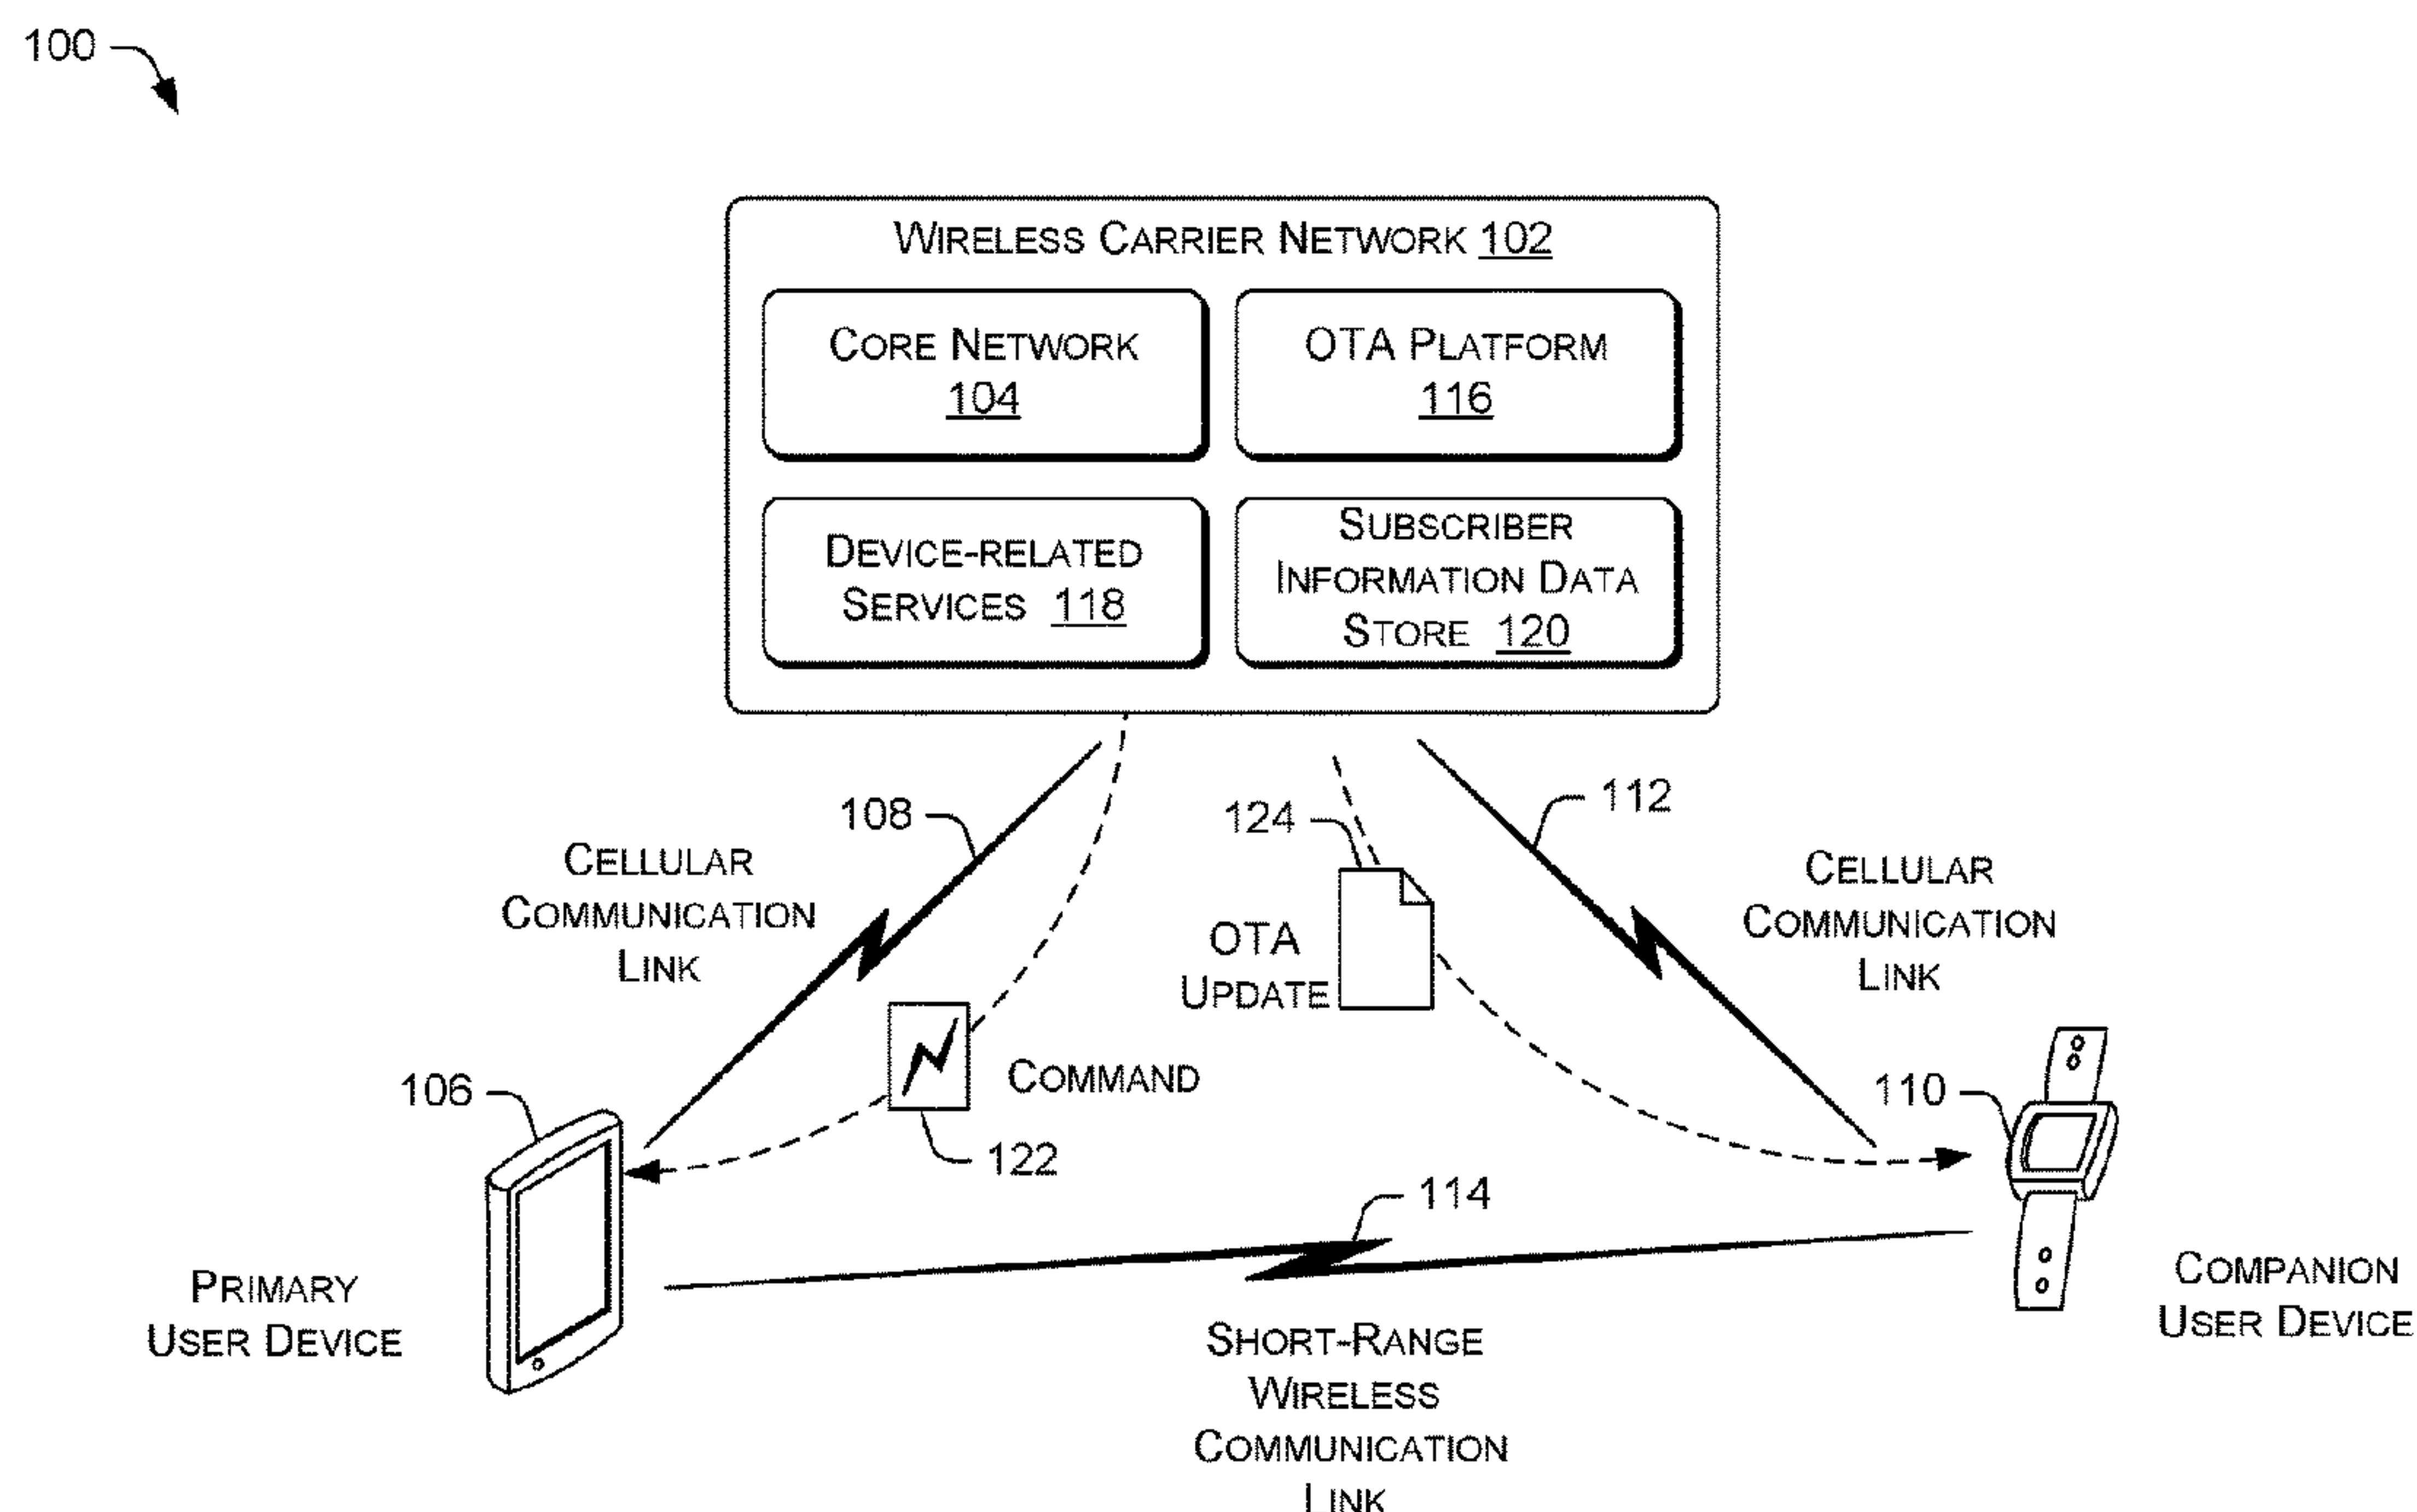 100
WIRELESS CARRIER NETWORK 102
CORE NETWORK
104
OTA PLATFORM
116
DEVICE-RELATED
SERVICES 118
SUBSCRIBER
INFORMATION DATA
STORE 120
108
CELLULAR
COMMUNICATION
LINK
124
OTA
UPDATE
112
CELLULAR
COMMUNICATION
LINK
COMMAND
122
106
PRIMARY
USER DEVICE
110
COMPANION
USER DEVICE
114
SHORT-RANGE
WIRELESS
COMMUNICATION
LINK